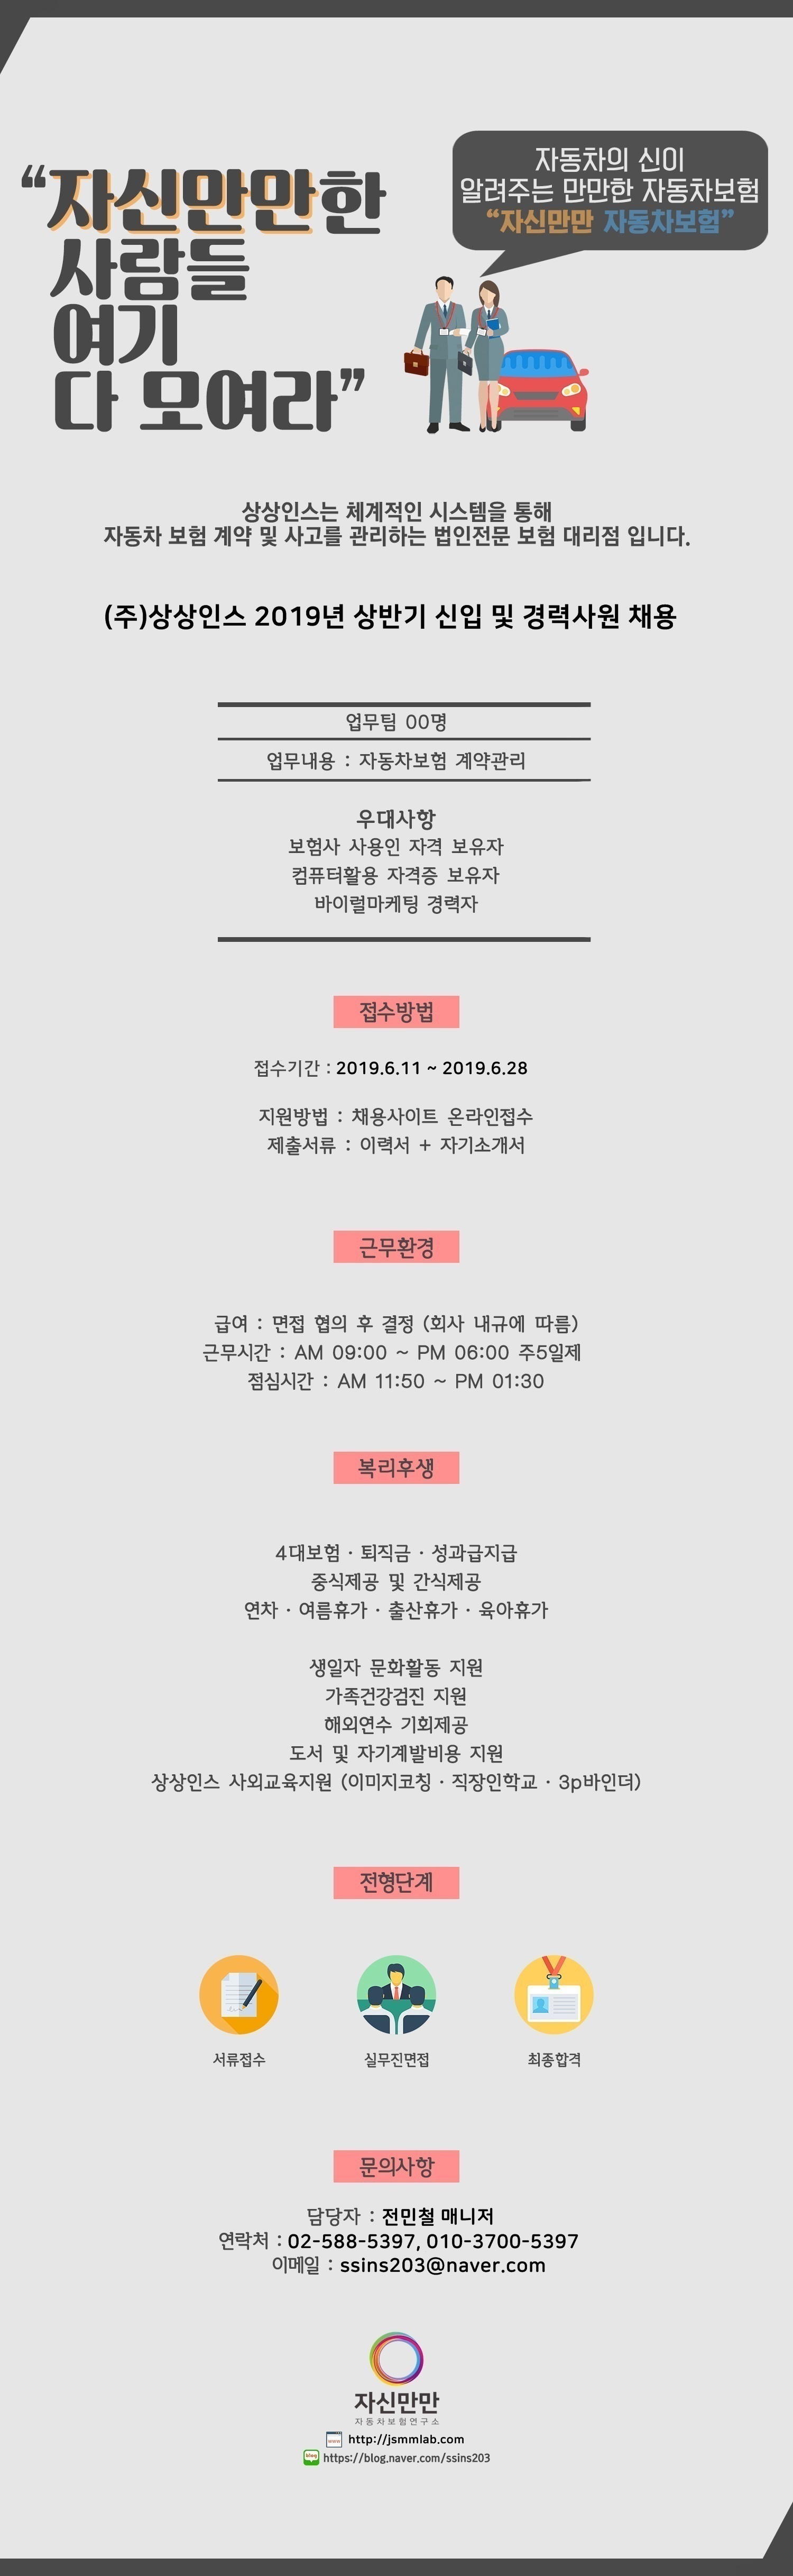 “자신만만한
사람들
여기
다 모여라”
자동차의 신이
알려주는 만만한 자동차보험
“자신만만 자동차보험”
상상인스는 체계적인 시스템을 통해
자동차 보험 계약 및 사고를 관리하는 법인전문 보험 대리점 입니다.
(주)상상인스 2019년 상반기 신입 및 경력사원 채용
업무팀 00명
업무내용 : 자동차보험 계약관리
우대사항
보험사 사용인 자격 보유자
컴퓨터활용 자격증 보유자
바이럴마케팅 경력자
접수방법
접수기간 : 2019.6.11 ~ 2019.6.28
지원방법 : 채용사이트 온라인접수
제출서류 : 이력서 + 자기소개서
근무환경
급여 : 면접 협의 후 결정 (회사 내규에 따름)
근무시간 : AM 09:00 ~ PM 06:00 주5일제
점심시간 : AM 11:50 ~ PM 01:30
복리후생
4대보험 · 퇴직금 · 성과급지급
중식제공 및 간식제공
연차 · 여름휴가 · 출산휴가 · 육아휴가
생일자 문화활동 지원
가족건강검진 지원
해외연수 기회제공
도서 및 자기계발비용 지원
상상인스 사외교육지원 (이미지코칭 · 직장인학교 · 3p바인더)
전형단계
서류접수
실무진면접
최종합격
문의사항
담당자 : 전민철 매니저
연락처 : 02-588-5397, 010-3700-5397
이메일 : ssins203@naver.com
자신만만
자동차보험연구소
www http://jsmmlab.com
blog https://blog.naver.com/ssins203